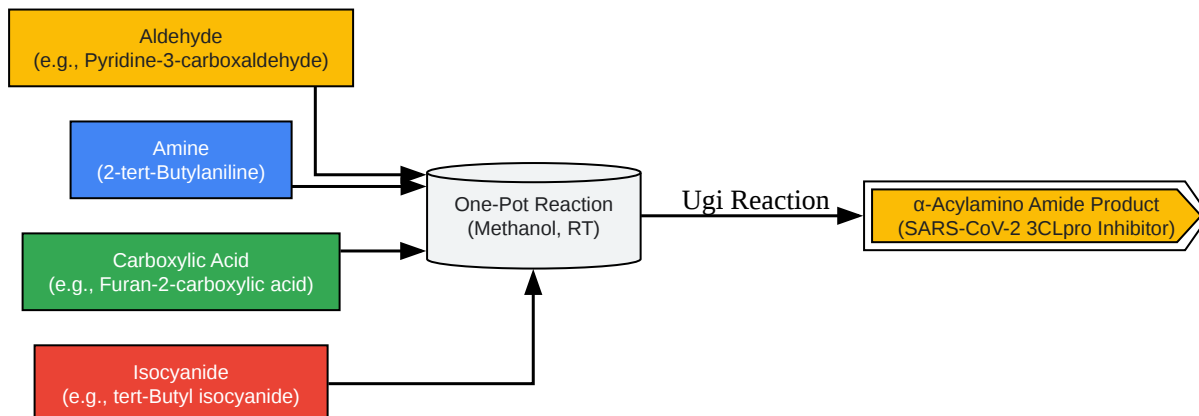 Aldehyde
(e.g., Pyridine-3-carboxaldehyde)
Amine
(2-tert-Butylaniline)
One-Pot Reaction
(Methanol, RT)
Ugi Reaction
α-Acylamino Amide Product
(SARS-CoV-2 3CLpro Inhibitor)
Carboxylic Acid
(e.g., Furan-2-carboxylic acid)
Isocyanide
(e.g., tert-Butyl isocyanide)